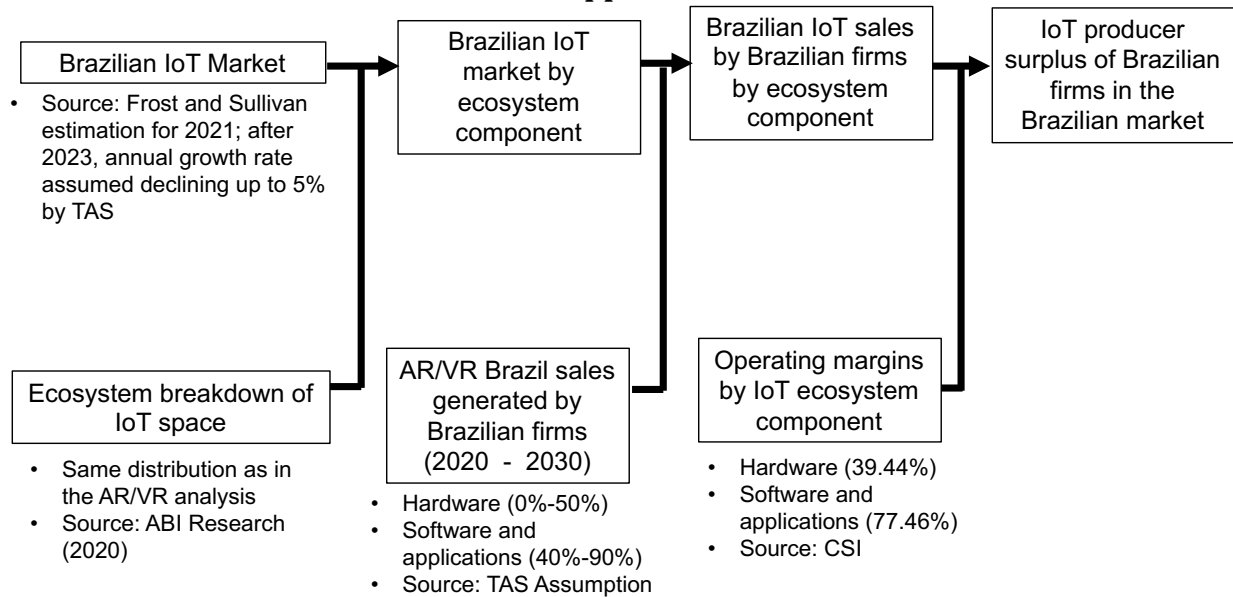 Brazilian IoT Market
• Source: Frost and Sullivan
estimation for 2021; after
2023, annual growth rate
assumed declining up to 5%
by TAS
Brazilian IoT
market by
ecosystem
component
Brazilian IoT sales
by Brazilian firms
by ecosystem
component
IoT producer
surplus of Brazilian
firms in the
Brazilian market
Ecosystem breakdown of
IoT space
• Same distribution as in
the AR/VR analysis
• Source: ABI Research
(2020)
AR/VR Brazil sales
generated by
Brazilian firms
(2020 - 2030)
• Hardware (0%-50%)
• Software and
applications (40%-90%)
• Source: TAS Assumption
Operating margins
by IoT ecosystem
component
• Hardware (39.44%)
• Software and
applications (77.46%)
• Source: CSI